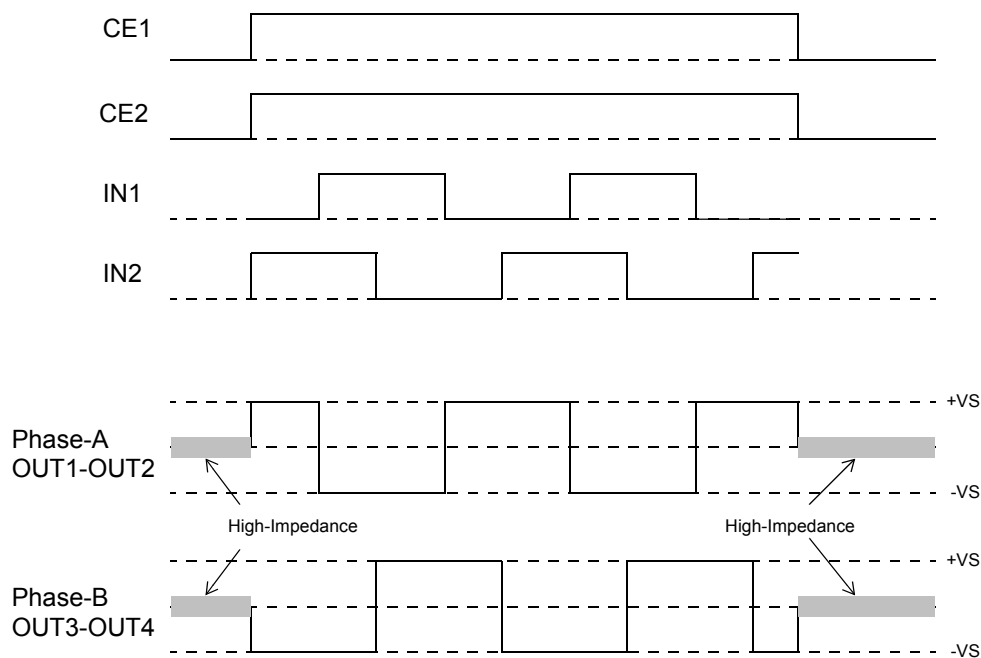 CE1
CE2
IN1
IN2
+VS
Phase-A
OUT1-OUT2
-VS
High-Impedance
High-Impedance
+VS
Phase-B
OUT3-OUT4
-VS